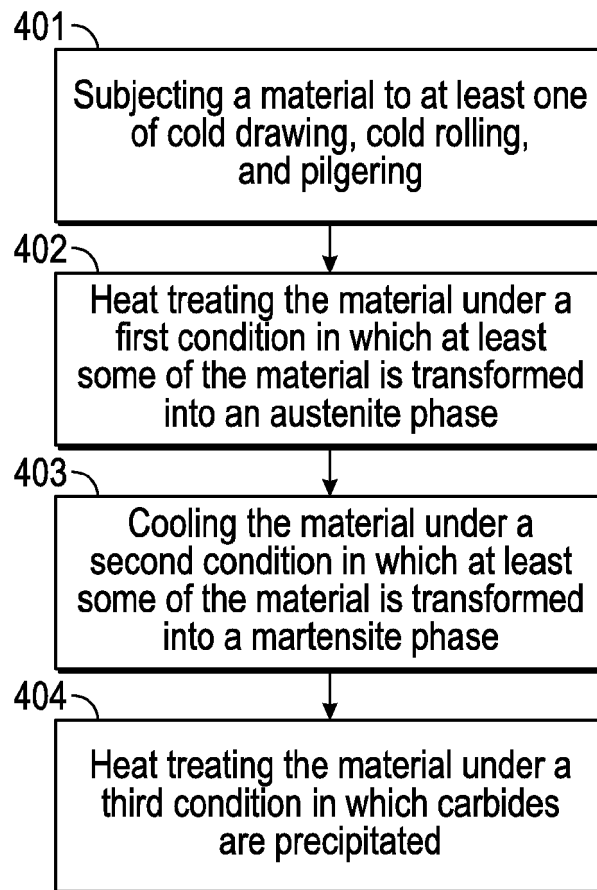 401
Subjecting a material to at least one
of cold drawing, cold rolling,
and pilgering
402
Heat treating the material under a
first condition in which at least
some of the material is transformed
into an austenite phase
403
Cooling the material under a
second condition in which at least
some of the material is transformed
into a martensite phase
404
Heat treating the material under a
third condition in which carbides
are precipitated